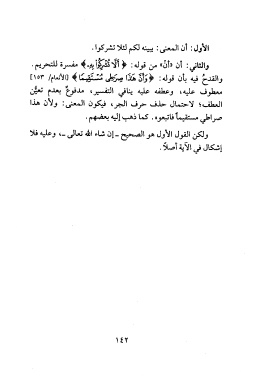 الأول: أن المعنى: يبينه لكم لئلا تشركوا.
والثاني: أن «أنْ» من قوله: ﴿أَلَّا تُشْرِكُوا بِهِ﴾ مفسرة للتحريم.
والقدحُ فيه بأن قوله: ﴿وَأَنَّ هَٰذَا صِرَاطِي مُسْتَقِيمًا﴾ [الأنعام/ ١٥٣]
معطوف عليه، وعطفه عليه ينافي التفسير، مدفوعٌ بعدم تعيُّن
العطف؛ لاحتمال حذف حرف الجر، فيكون المعنى: ولأن هذا
صراطي مستقيماً فاتبعوه. كما ذهب إليه بعضهم.
ولكن القول الأول هو الصحيح – إن شاء الله تعالى –، وعليه فلا
إشكال في الآية أصلاً.
١٤٢